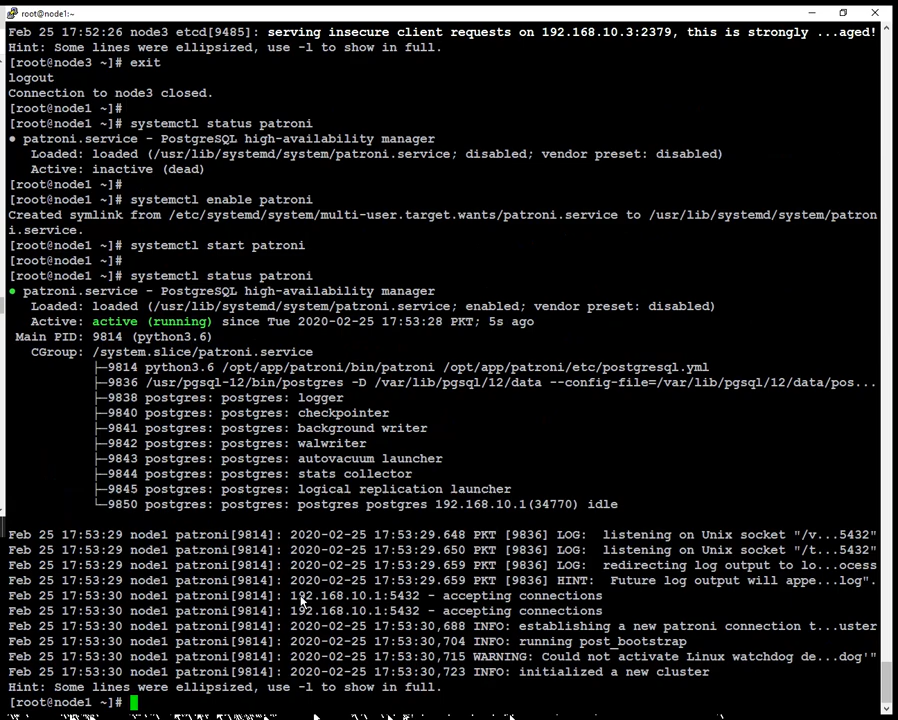 root@node1:~
Feb 25 17:52:26 node3 etcd[9485]: serving insecure client requests on 192.168.10.3:2379, this is strongly ...aged!
Hint: Some lines were ellipsized, use -l to show in full.
[root@node3 ~]# exit
logout
Connection to node3 closed.
[root@node1 ~]#
[root@node1 ~]# systemctl status patroni
● patroni.service - PostgreSQL high-availability manager
Loaded: loaded (/usr/lib/systemd/system/patroni.service; disabled; vendor preset: disabled)
Active: inactive (dead)
[root@node1 ~]#
[root@node1 ~]# systemctl enable patroni
Created symlink from /etc/systemd/system/multi-user.target.wants/patroni.service to /usr/lib/systemd/system/patron
i.service.
[root@node1 ~]# systemctl start patroni
[root@node1 ~]#
[root@node1 ~]# systemctl status patroni
● patroni.service - PostgreSQL high-availability manager
Loaded: loaded (/usr/lib/systemd/system/patroni.service; enabled; vendor preset: disabled)
Active: active (running) since Tue 2020-02-25 17:53:28 PKT; 5s ago
Main PID: 9814 (python3.6)
CGroup: /system.slice/patroni.service
├─9814 python3.6 /opt/app/patroni/bin/patroni /opt/app/patroni/etc/postgresql.yml
├─9836 /usr/pgsql-12/bin/postgres -D /var/lib/pgsql/12/data --config-file=/var/lib/pgsql/12/data/pos...
├─9838 postgres: postgres: logger
├─9840 postgres: postgres: checkpointer
├─9841 postgres: postgres: background writer
├─9842 postgres: postgres: walwriter
├─9843 postgres: postgres: autovacuum launcher
├─9844 postgres: postgres: stats collector
├─9845 postgres: postgres: logical replication launcher
└─9850 postgres: postgres: postgres postgres 192.168.10.1(34770) idle
Feb 25 17:53:29 node1 patroni[9814]: 2020-02-25 17:53:29.648 PKT [9836] LOG:  listening on Unix socket "/v...5432"
Feb 25 17:53:29 node1 patroni[9814]: 2020-02-25 17:53:29.650 PKT [9836] LOG:  listening on Unix socket "/t...5432"
Feb 25 17:53:29 node1 patroni[9814]: 2020-02-25 17:53:29.659 PKT [9836] LOG:  redirecting log output to lo...ocess
Feb 25 17:53:29 node1 patroni[9814]: 2020-02-25 17:53:29.659 PKT [9836] HINT:  Future log output will appe...log".
Feb 25 17:53:30 node1 patroni[9814]: 192.168.10.1:5432 - accepting connections
Feb 25 17:53:30 node1 patroni[9814]: 192.168.10.1:5432 - accepting connections
Feb 25 17:53:30 node1 patroni[9814]: 2020-02-25 17:53:30,688 INFO: establishing a new patroni connection t...uster
Feb 25 17:53:30 node1 patroni[9814]: 2020-02-25 17:53:30,704 INFO: running post_bootstrap
Feb 25 17:53:30 node1 patroni[9814]: 2020-02-25 17:53:30,715 WARNING: Could not activate Linux watchdog de...dog'"
Feb 25 17:53:30 node1 patroni[9814]: 2020-02-25 17:53:30,723 INFO: initialized a new cluster
Hint: Some lines were ellipsized, use -l to show in full.
[root@node1 ~]#